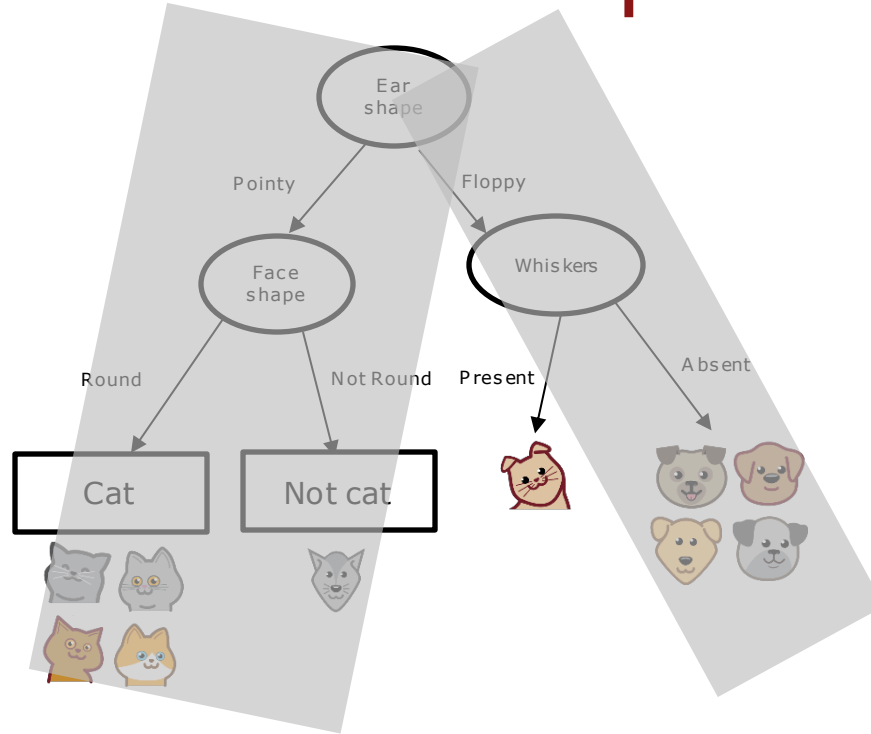 Ear
shape
Pointy
Floppy
Face
shape
Whiskers
Round
Not Round
Present
Absent
Cat
Not cat